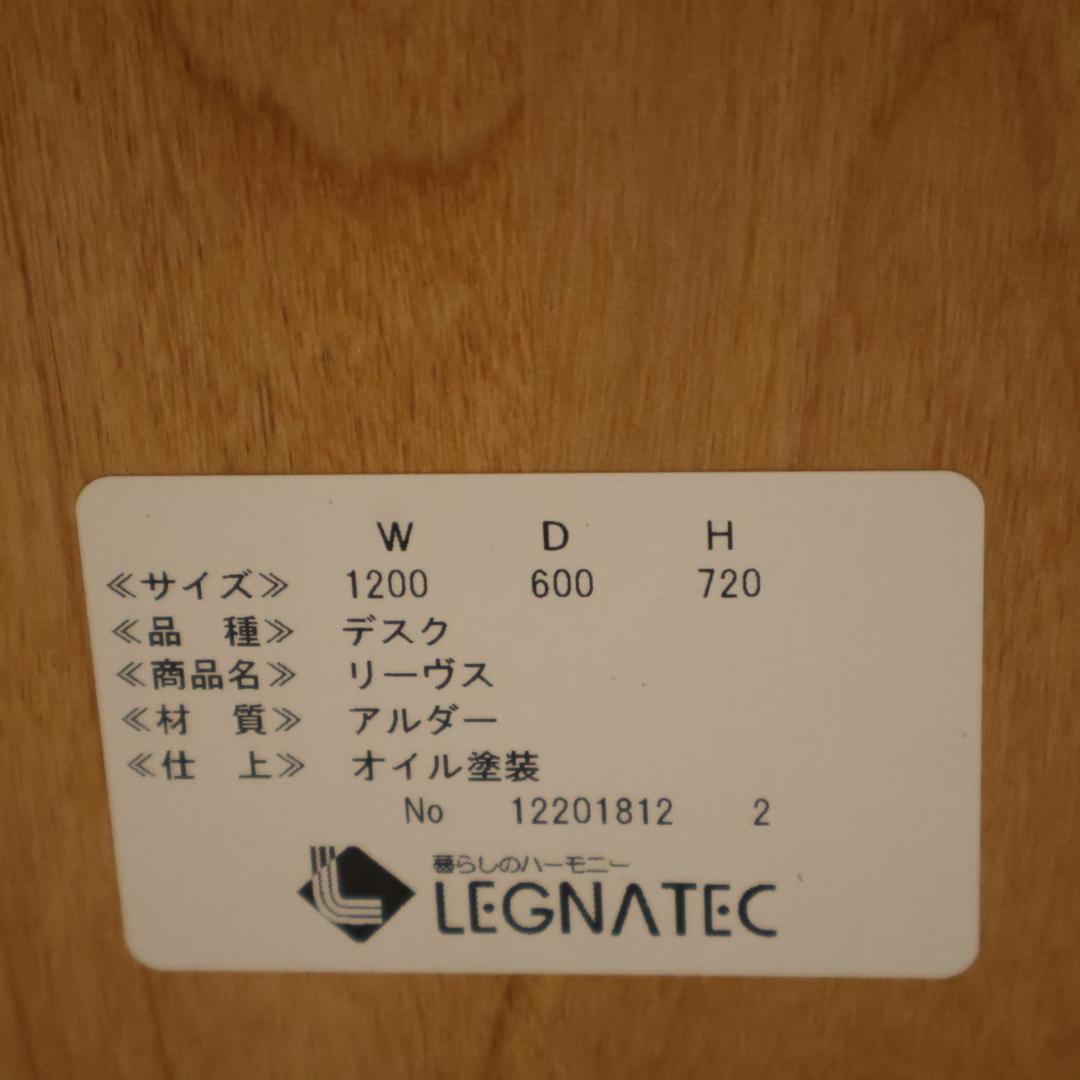 W D H
≪サイズ≫ 1200 600 720
≪品 種≫ デスク
≪商品名≫ リーヴス
≪材 質≫ アルダー
≪仕 上≫ オイル塗装
No 12201812 2
暮らしのハーモニー
LEGNATEC